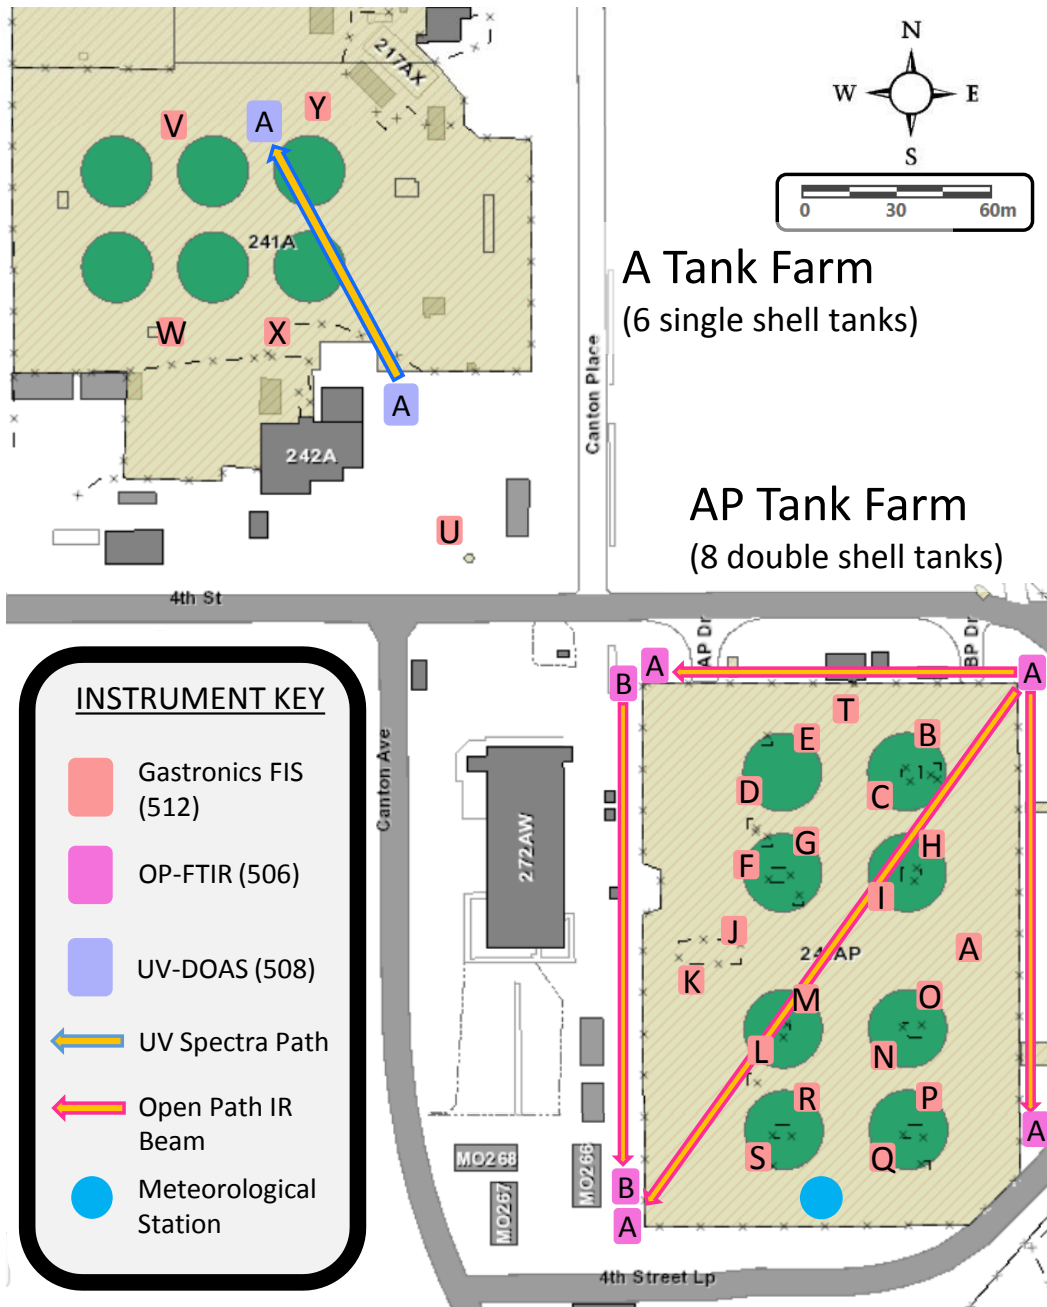 N
W E
S
0 30 60m
217AX
V A Y
241A
W X
A
242A
U
A Tank Farm
(6 single shell tanks)
Canton Place
AP Tank Farm
(8 double shell tanks)
4th St
AP Dr
BP Dr
INSTRUMENT KEY
Gastronics FIS
(512)
OP-FTIR (506)
UV-DOAS (508)
UV Spectra Path
Open Path IR
Beam
Meteorological
Station
Canton Ave
272AW
MO268
MO267
MO266
A A
B
T
E B
D C
G H
F I
J A
K
M O
L N
R P
A
S Q
B
A
4th Street Lp